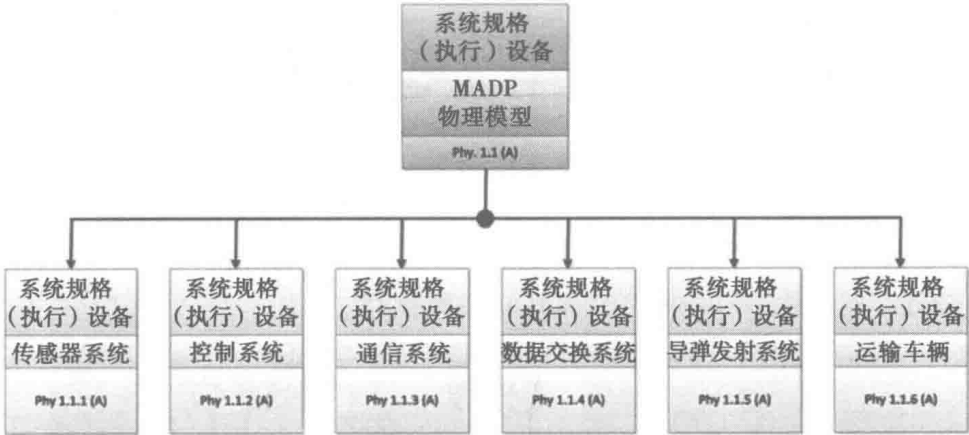 系统规格
（执行）设备
MADP
物理模型
Phy. 1.1 (A)
系统规格
（执行）设备
传感器系统
Phy 1.1.1 (A)
系统规格
（执行）设备
控制系统
Phy 1.1.2 (A)
系统规格
（执行）设备
通信系统
Phy 1.1.3 (A)
系统规格
（执行）设备
数据交换系统
Phy 1.1.4 (A)
系统规格
（执行）设备
导弹发射系统
Phy 1.1.5 (A)
系统规格
（执行）设备
运输车辆
Phy 1.1.6 (A)